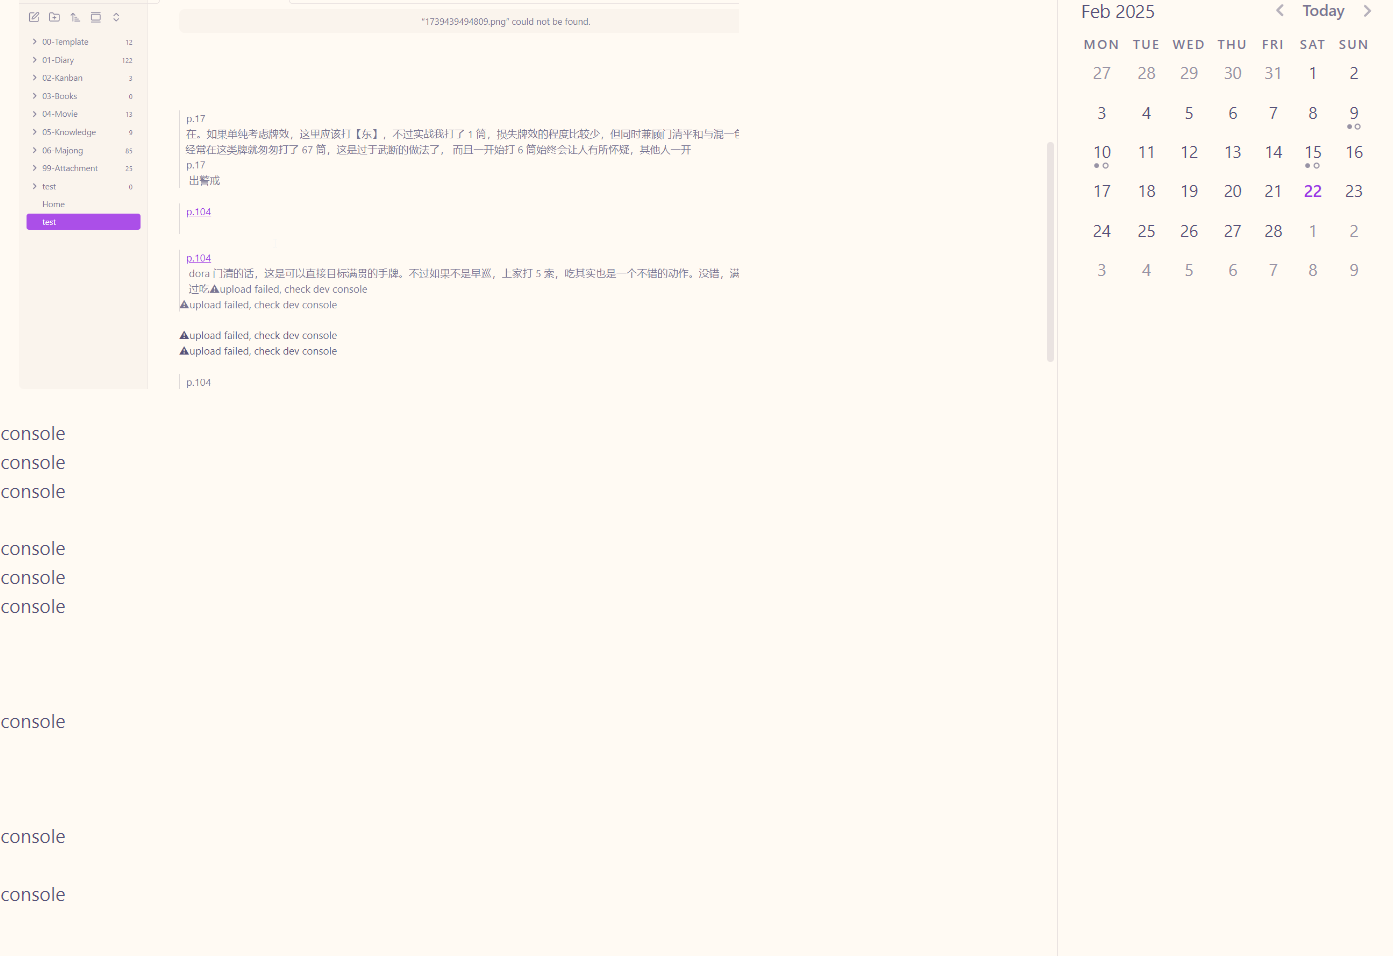 "1739439494809.png" could not be found.
00-Template 12
01-Diary 122
02-Kanban 3
03-Books 0
04-Movie 13
05-Knowledge 9
06-Majong 85
99-Attachment 25
test 0
Home
test
p.17
在。如果单纯考虑牌效，这里应该打【东】，不过实战我打了 1 筒，损失牌效的程度比较少，但同时兼顾门清平和与混一色
经常在这类牌就匆匆打了 67 筒，这是过于武断的做法了， 而且一开始打 6 筒始终会让人有所怀疑，其他人一开
p.17
出警戒
p.104
p.104
dora 门清的话，这是可以直接目标满贯的手牌。不过如果不是早巡，上家打 5 索，吃其实也是一个不错的动作。没错，满
过吃⚠upload failed, check dev console
⚠upload failed, check dev console
⚠upload failed, check dev console
⚠upload failed, check dev console
p.104
console
console
console
console
console
console
console
console
console
Feb 2025
Today
MON TUE WED THU FRI SAT SUN
27 28 29 30 31 1 2
3 4 5 6 7 8 9
10 11 12 13 14 15 16
17 18 19 20 21 22 23
24 25 26 27 28 1 2
3 4 5 6 7 8 9